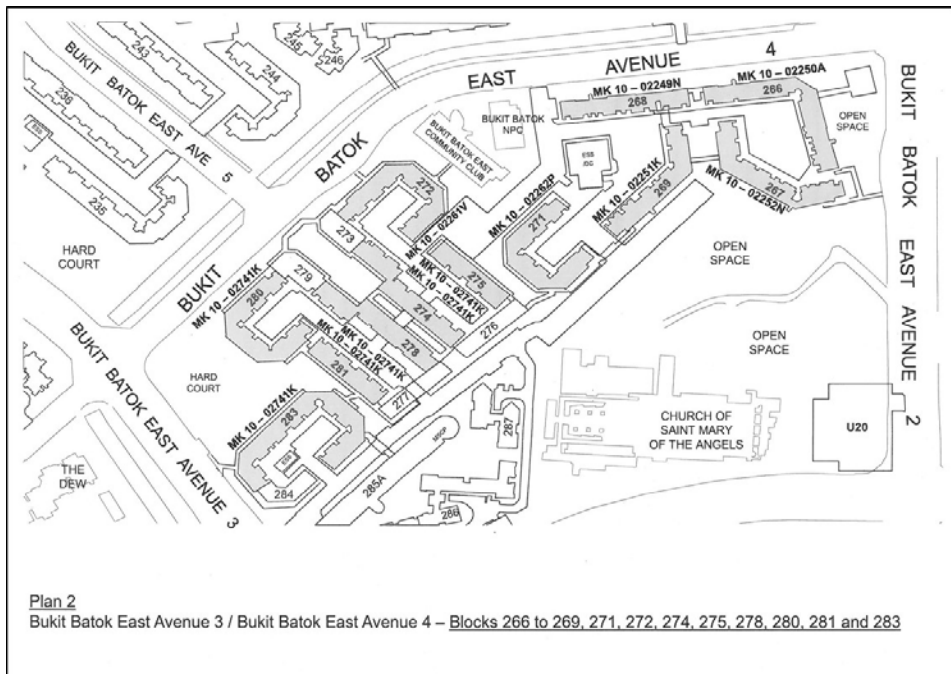 243
245
246
244
236
ESS
235
BUKIT BATOK EAST AVE 5
BUKIT BATOK EAST AVENUE 4
BUKIT BATOK EAST AVENUE 2
BUKIT BATOK EAST AVENUE 3
MK 10 – 02249N
268
MK 10 – 02250A
266
OPEN
SPACE
BUKIT BATOK EAST
COMMUNITY CLUB
BUKIT BATOK
NPC
ESS
MK 10 – 02251K
269
267
MK 10 – 02252N
MK 10 – 02262P
271
272
MK 10 – 02261V
273
275
MK 10 – 02741K
MK 10 – 02741K
274
276
HARD
COURT
279
MK 10 – 02741K
280
MK 10 – 02741K
MK 10 – 02741K
278
281
277
OPEN
SPACE
OPEN
SPACE
HARD
COURT
MK 10 – 02741K
283
ESS
284
MSCP
285A
287
286
CHURCH OF
SAINT MARY
OF THE ANGELS
U20
THE
DEW
Plan 2
Bukit Batok East Avenue 3 / Bukit Batok East Avenue 4 – Blocks 266 to 269, 271, 272, 274, 275, 278, 280, 281 and 283